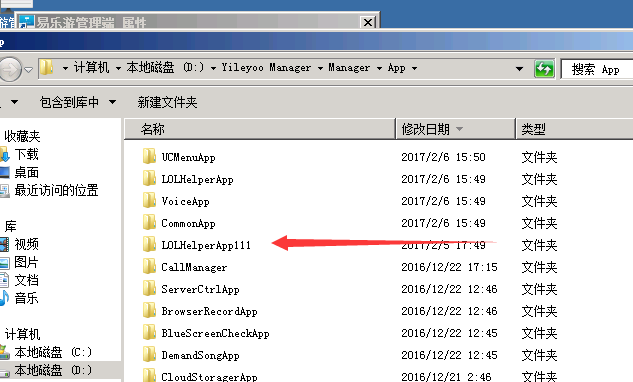 易乐游管理端 属性
▸ 计算机 ▸ 本地磁盘 (D:) ▸ Yileyoo Manager ▸ Manager ▸ App ▸
搜索 App
包含到库中 新建文件夹
名称 修改日期 类型
收藏夹
下载
桌面
最近访问的位置
库
视频
图片
文档
音乐
计算机
本地磁盘 (C:)
本地磁盘 (D:)
UCMenuApp 2017/2/6 15:50 文件夹
LOLHelperApp 2017/2/6 15:49 文件夹
VoiceApp 2017/2/6 15:49 文件夹
CommonApp 2017/2/6 15:49 文件夹
LOLHelperApp111 2017/2/5 17:49 文件夹
CallManager 2016/12/22 17:15 文件夹
ServerCtrlApp 2016/12/22 12:46 文件夹
BrowserRecordApp 2016/12/22 12:46 文件夹
BlueScreenCheckApp 2016/12/22 12:45 文件夹
DemandSongApp 2016/12/22 12:45 文件夹
CloudStoragerApp 2016/12/21 2:46 文件夹